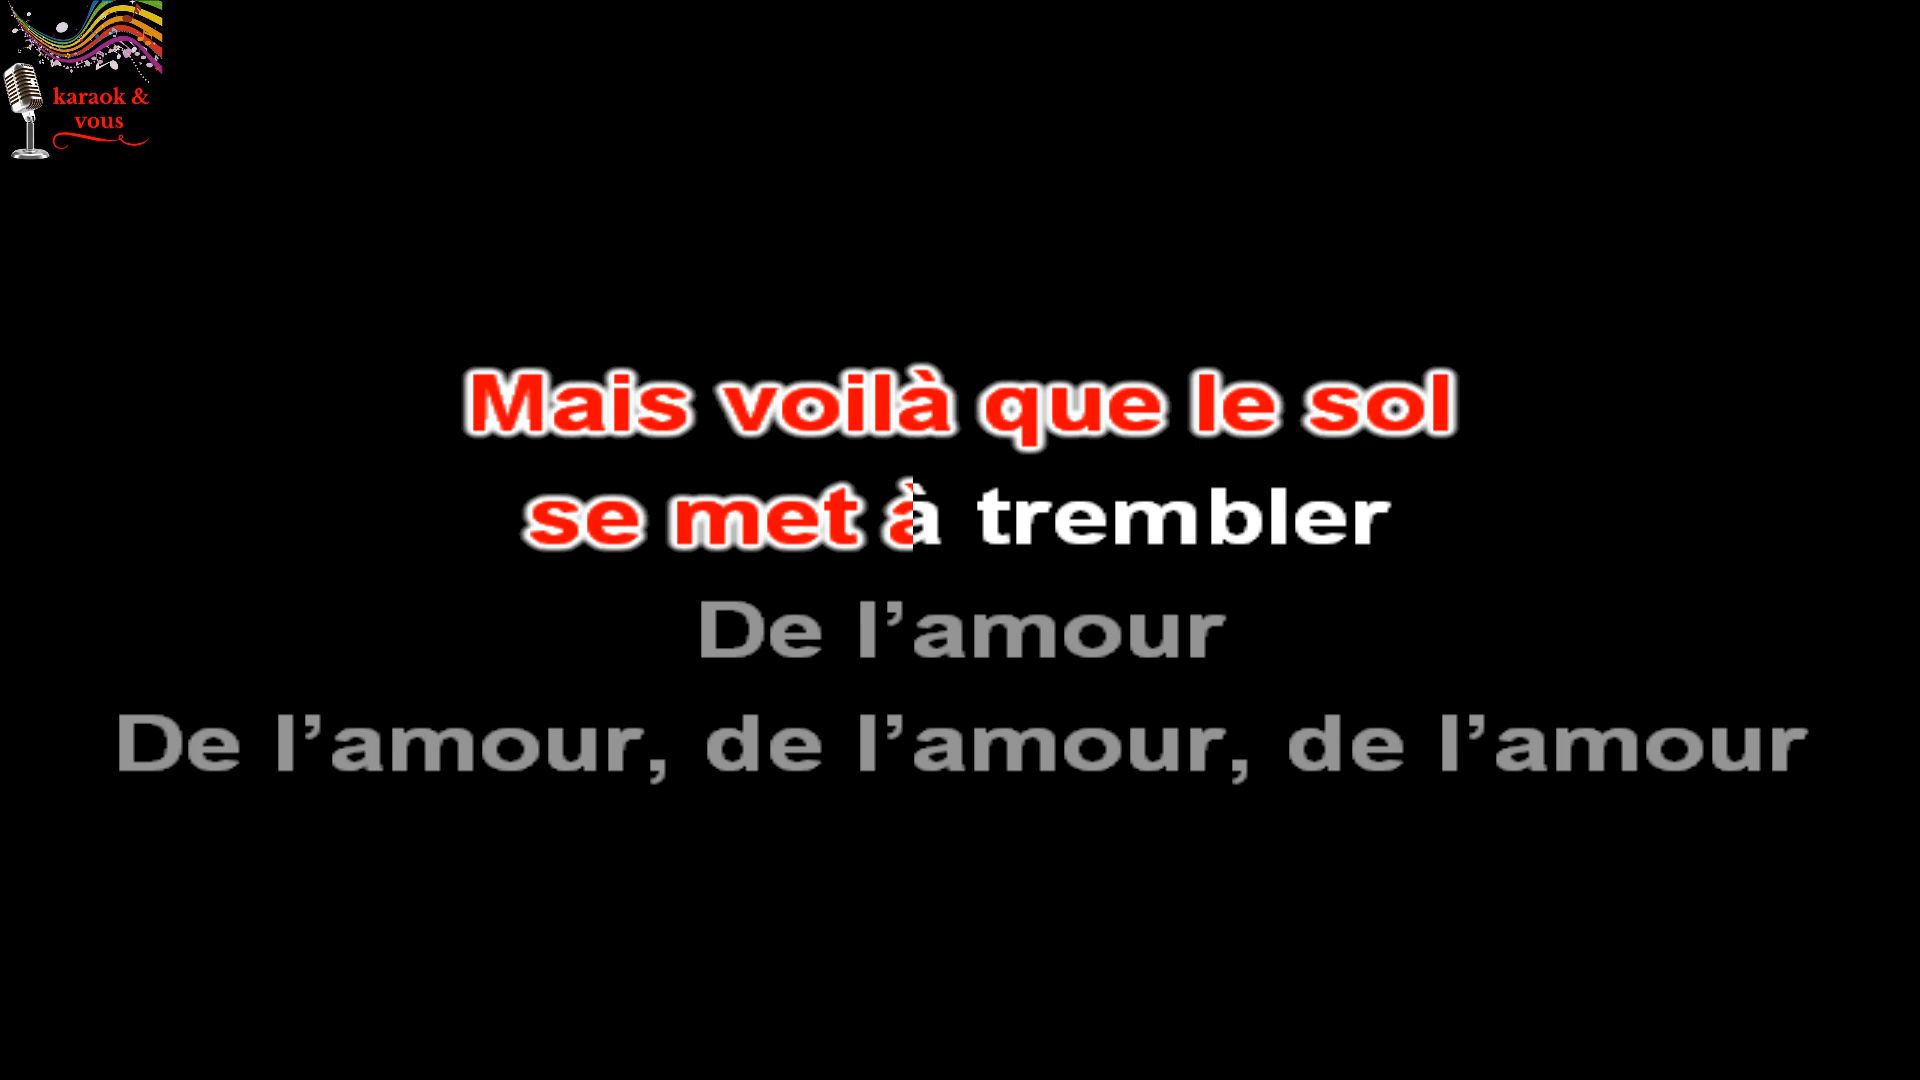 karaok &
vous
Mais voilà que le sol
se met à trembler
De l’amour
De l’amour, de l’amour, de l’amour